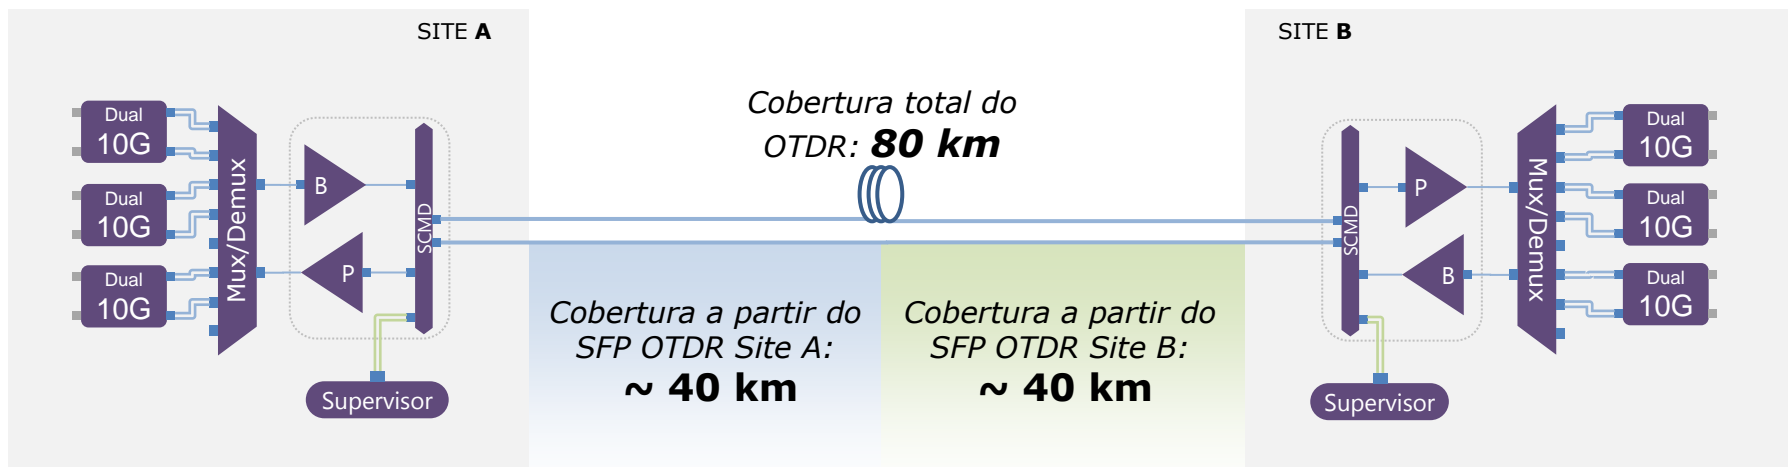 SITE A
Dual
10G
Dual
10G
Dual
10G
Mux/Demux
B
P
SCMD
Supervisor
Cobertura total do
OTDR: 80 km
Cobertura a partir do
SFP OTDR Site A:
~ 40 km
Cobertura a partir do
SFP OTDR Site B:
~ 40 km
SITE B
SCMD
P
B
Mux/Demux
Dual
10G
Dual
10G
Dual
10G
Supervisor